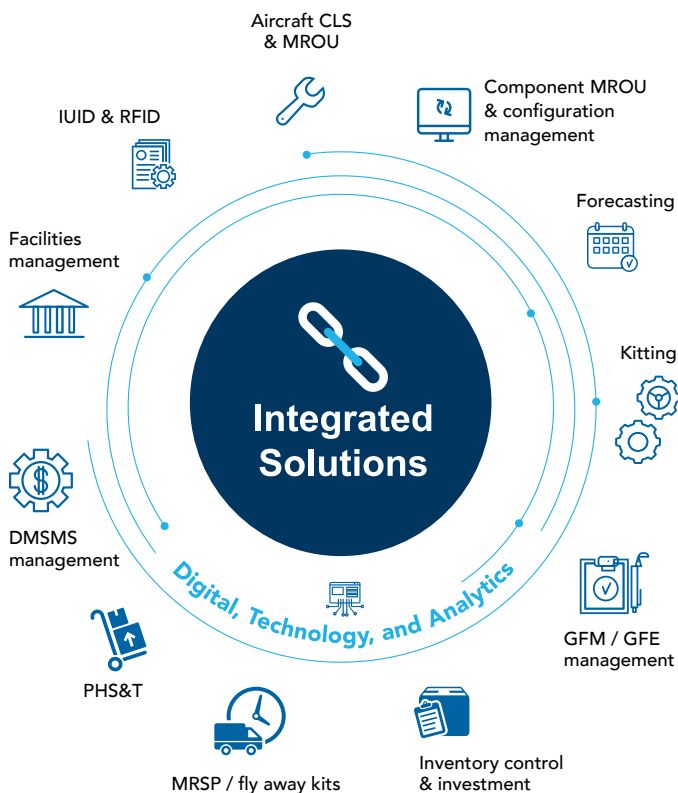 Aircraft CLS
& MROU
Component MROU
& configuration
management
IUID & RFID
Forecasting
Facilities
management
Kitting
Integrated
Solutions
DMSMS
management
Digital, Technology, and Analytics
GFM / GFE
management
PHS&T
Inventory control
& investment
MRSP / fly away kits